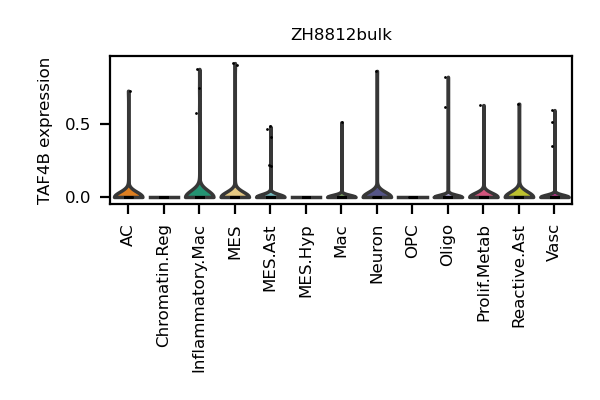 ZH8812bulk
TAF4B expression
0.5
0.0
AC
Chromatin.Reg
Inflammatory.Mac
MES
MES.Ast
MES.Hyp
Mac
Neuron
OPC
Oligo
Prolif.Metab
Reactive.Ast
Vasc